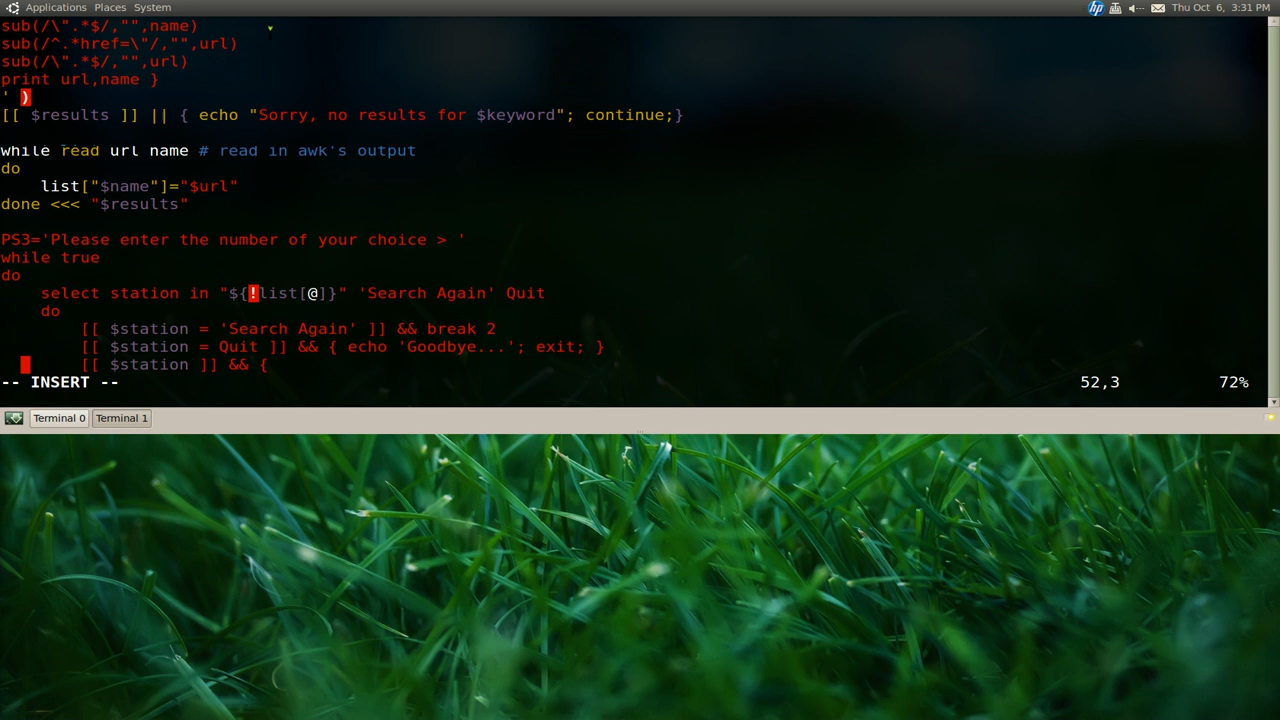 Applications Places System
hp Thu Oct 6, 3:31 PM
sub(/\".*$/,"",name)
sub(/^.*href=\"/,"",url)
sub(/\".*$/,"",url)
print url,name }
' )
[[ $results ]] || { echo "Sorry, no results for $keyword"; continue;}
while read url name # read in awk's output
do
    list["$name"]="$url"
done <<< "$results"
PS3='Please enter the number of your choice > '
while true
do
    select station in "${!list[@]}" 'Search Again' Quit
    do
        [[ $station = 'Search Again' ]] && break 2
        [[ $station = Quit ]] && { echo 'Goodbye...'; exit; }
        [[ $station ]] && {
-- INSERT -- 52,3 72%
Terminal 0 Terminal 1